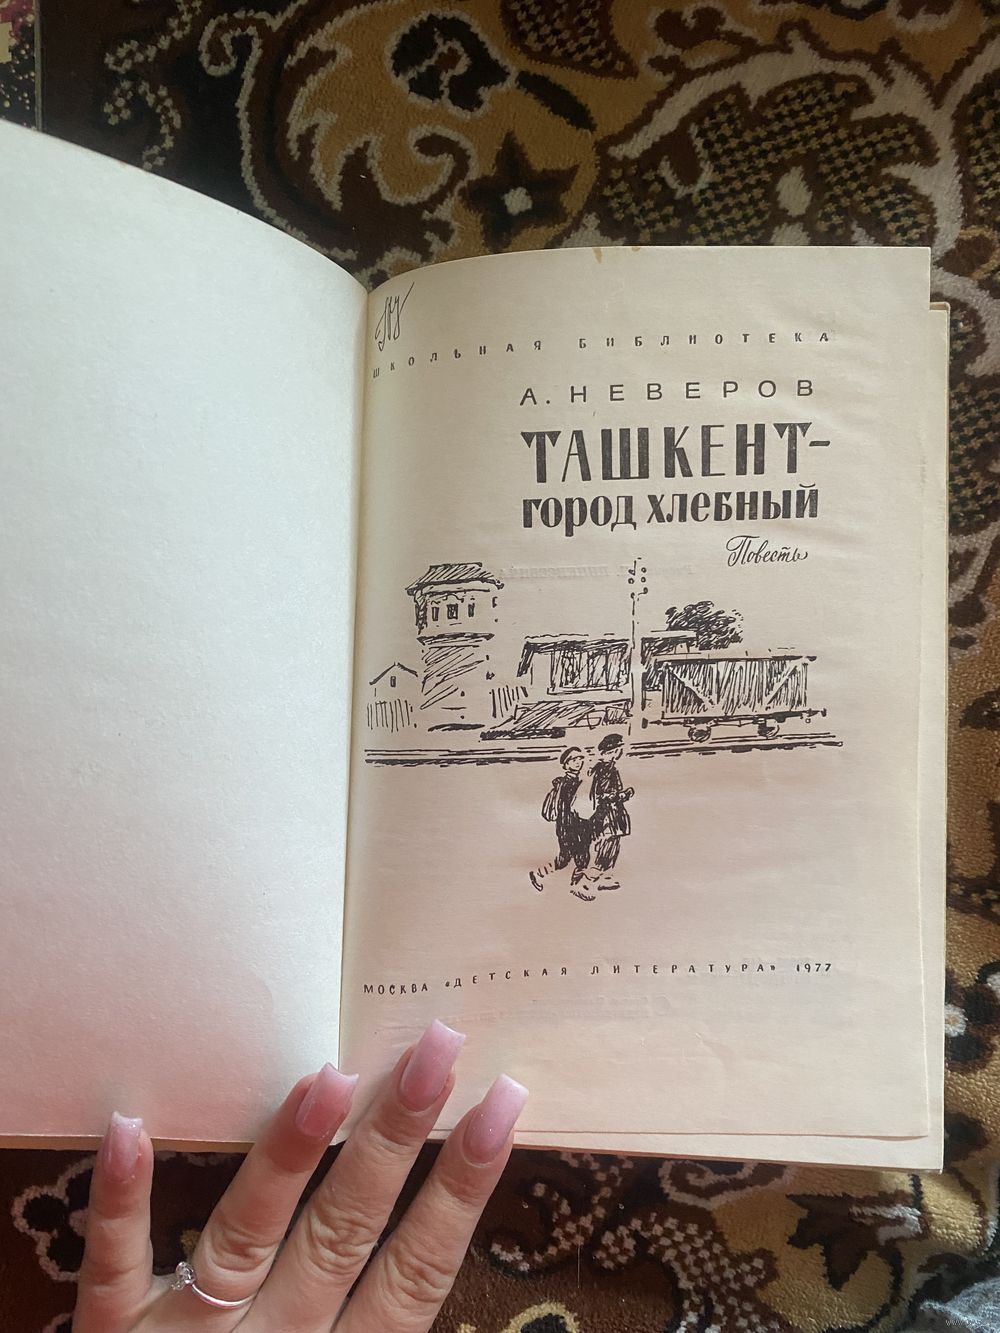 ШКОЛЬНАЯ БИБЛИОТЕКА
А. НЕВЕРОВ
ТАШКЕНТ-
ГОРОД ХЛЕБНЫЙ
Повесть
МОСКВА «ДЕТСКАЯ ЛИТЕРАТУРА» 1977